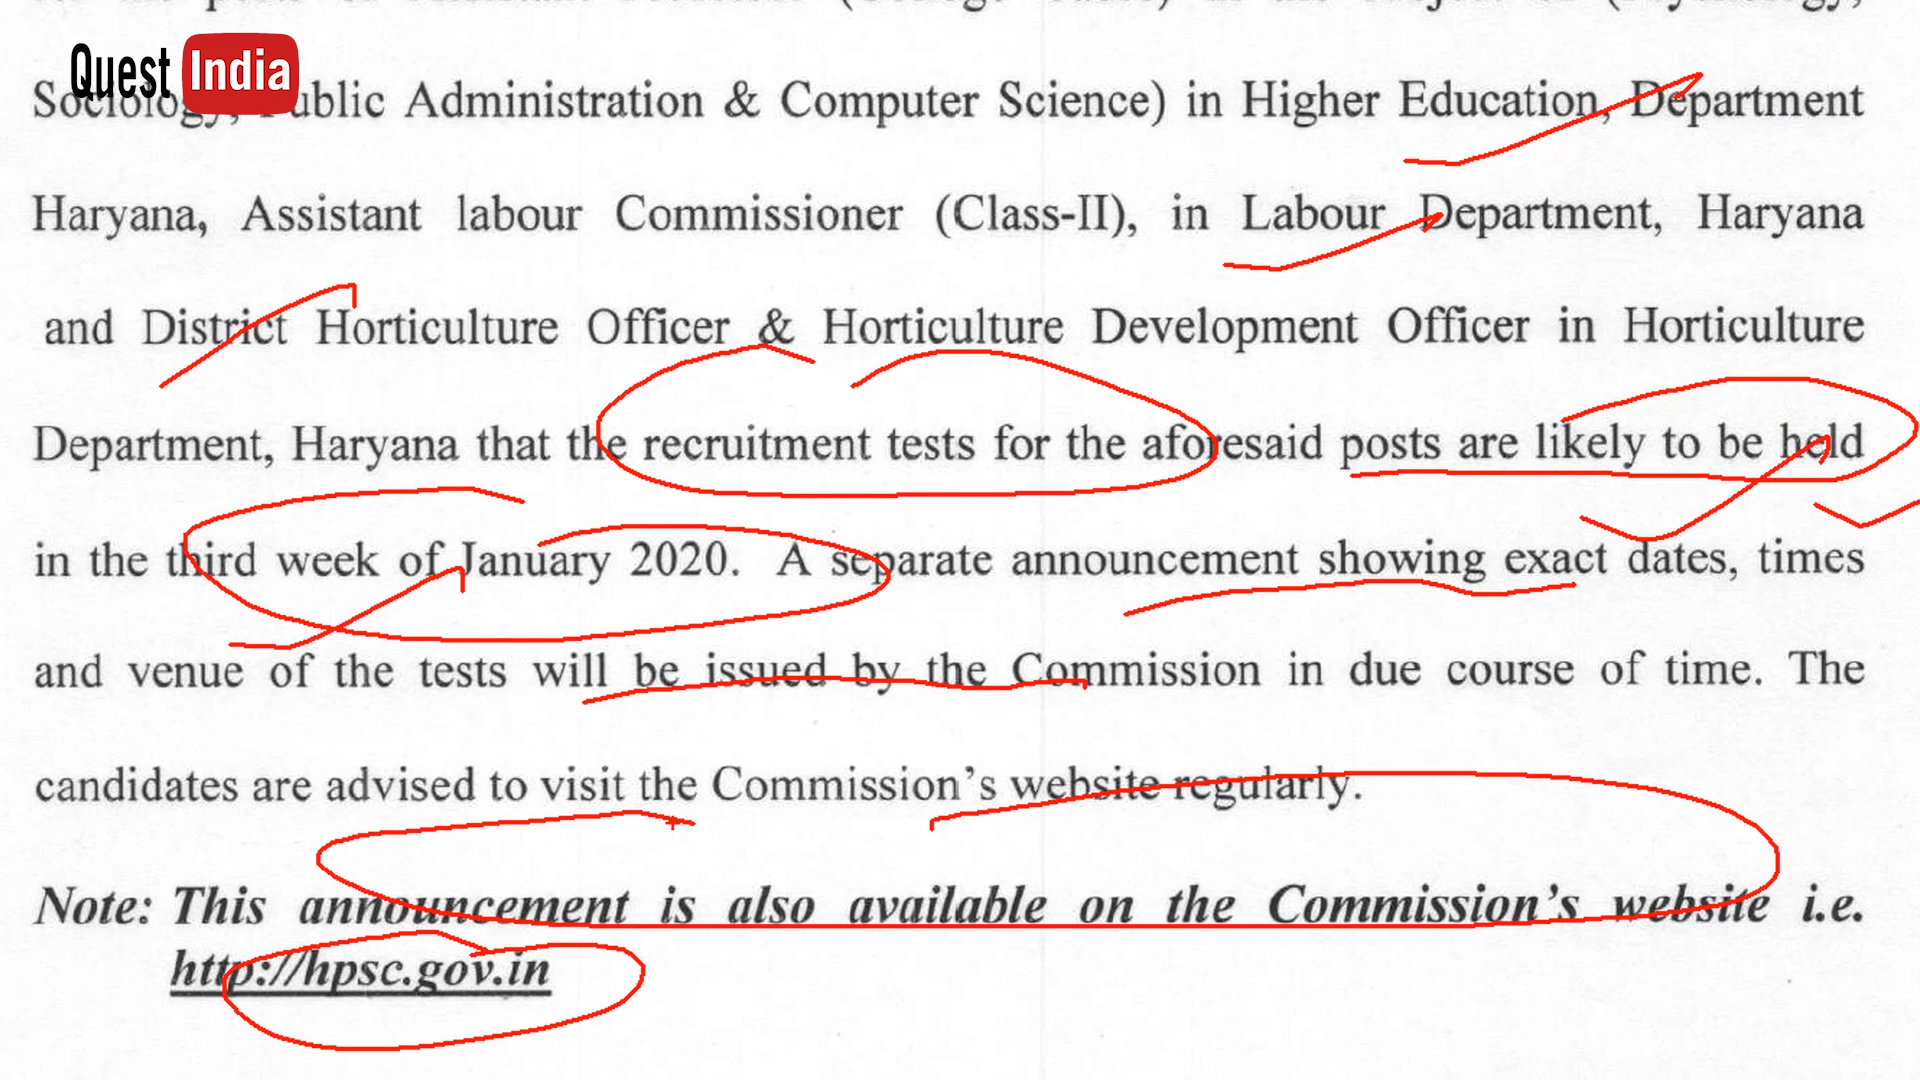 Quest India
Sociology, Public Administration & Computer Science) in Higher Education, Department
Haryana, Assistant labour Commissioner (Class-II), in Labour Department, Haryana
and District Horticulture Officer & Horticulture Development Officer in Horticulture
Department, Haryana that the recruitment tests for the aforesaid posts are likely to be held
in the third week of January 2020. A separate announcement showing exact dates, times
and venue of the tests will be issued by the Commission in due course of time. The
candidates are advised to visit the Commission's website regularly.
Note: This announcement is also available on the Commission's website i.e.
http://hpsc.gov.in